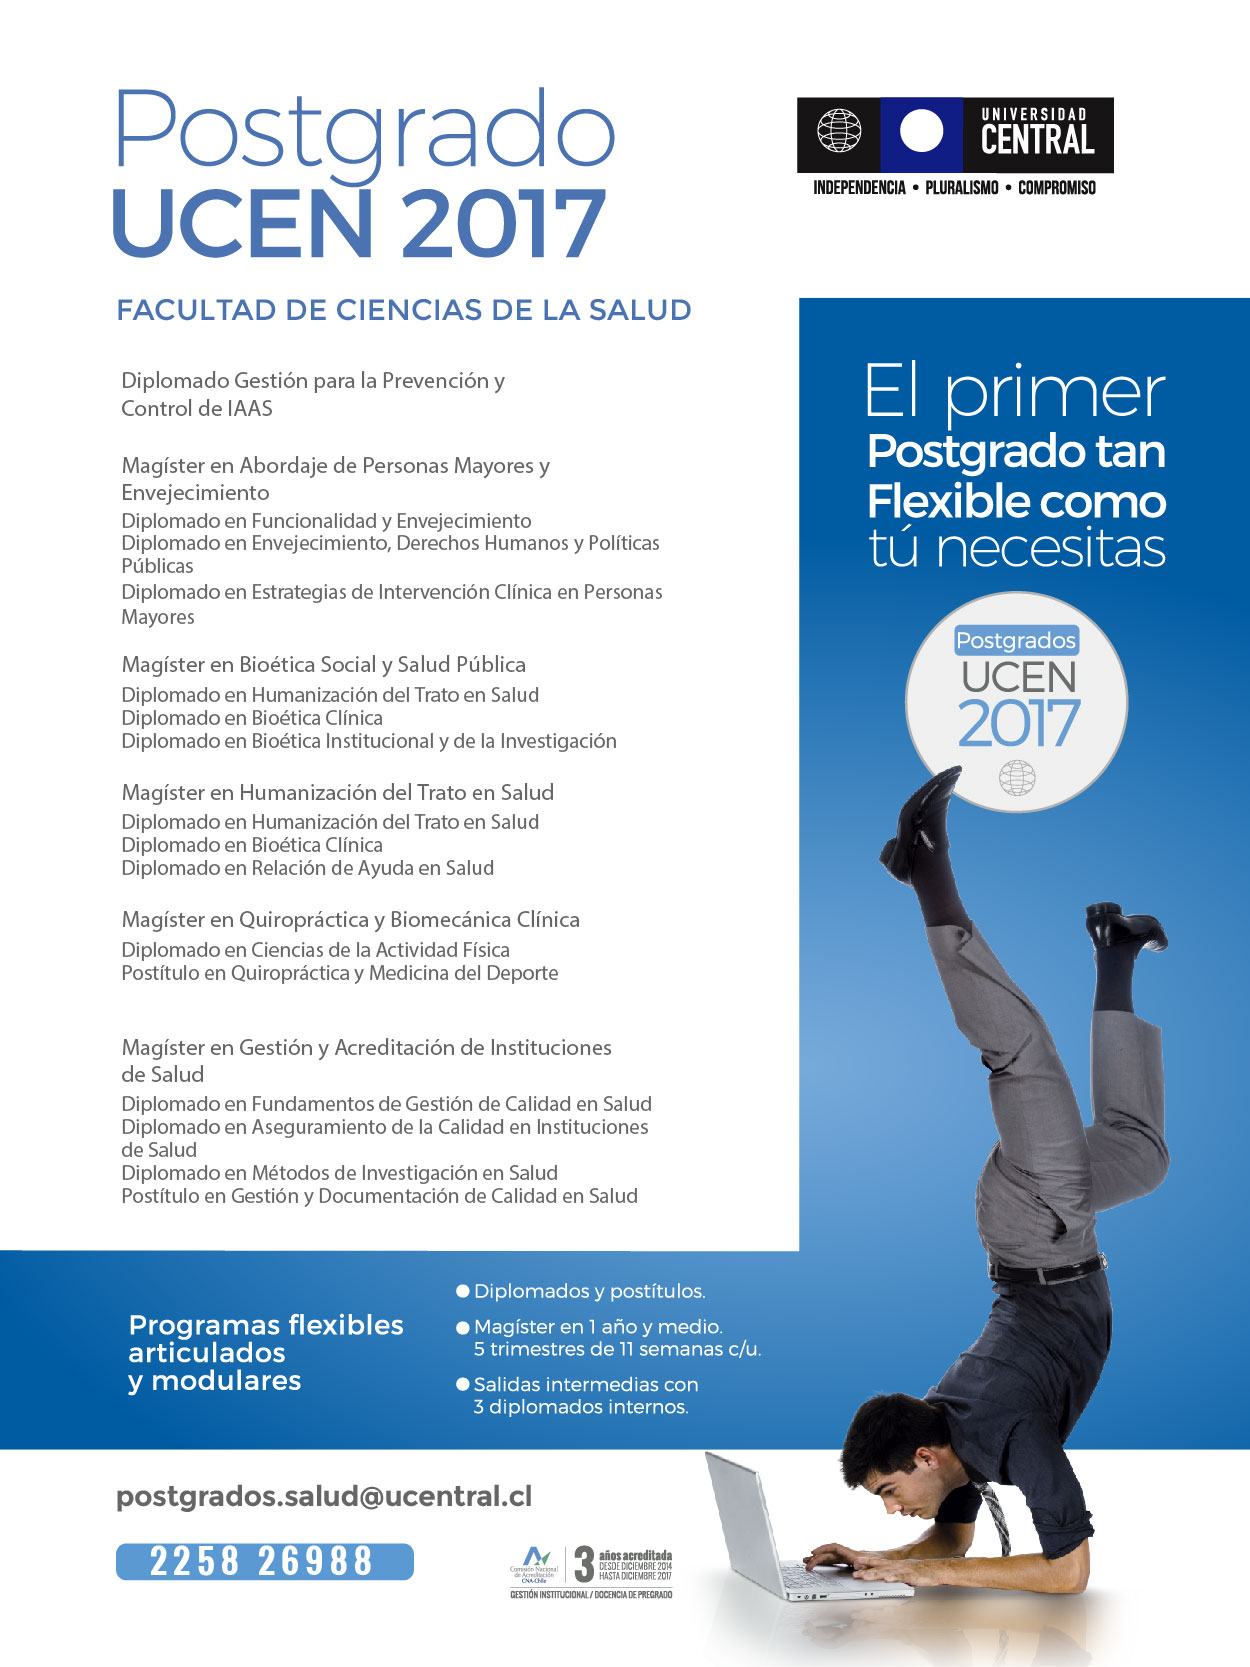 Postgrado
UCEN 2017
UNIVERSIDAD
CENTRAL
INDEPENDENCIA • PLURALISMO • COMPROMISO
FACULTAD DE CIENCIAS DE LA SALUD
Diplomado Gestión para la Prevención y
Control de IAAS
Magíster en Abordaje de Personas Mayores y
Envejecimiento
Diplomado en Funcionalidad y Envejecimiento
Diplomado en Envejecimiento, Derechos Humanos y Políticas
Públicas
Diplomado en Estrategias de Intervención Clínica en Personas
Mayores
Magíster en Bioética Social y Salud Pública
Diplomado en Humanización del Trato en Salud
Diplomado en Bioética Clínica
Diplomado en Bioética Institucional y de la Investigación
Magíster en Humanización del Trato en Salud
Diplomado en Humanización del Trato en Salud
Diplomado en Bioética Clínica
Diplomado en Relación de Ayuda en Salud
Magíster en Quiropráctica y Biomecánica Clínica
Diplomado en Ciencias de la Actividad Física
Postítulo en Quiropráctica y Medicina del Deporte
Magíster en Gestión y Acreditación de Instituciones
de Salud
Diplomado en Fundamentos de Gestión de Calidad en Salud
Diplomado en Aseguramiento de la Calidad en Instituciones
de Salud
Diplomado en Métodos de Investigación en Salud
Postítulo en Gestión y Documentación de Calidad en Salud
El primer
Postgrado tan
Flexible como
tú necesitas
Postgrados
UCEN
2017
Programas flexibles
articulados
y modulares
• Diplomados y postítulos.
• Magíster en 1 año y medio.
5 trimestres de 11 semanas c/u.
• Salidas intermedias con
3 diplomados internos.
postgrados.salud@ucentral.cl
2258 26988
Comisión Nacional
de Acreditación
CNA-Chile
3 años acreditada
DESDE DICIEMBRE 2014
HASTA DICIEMBRE 2017
GESTIÓN INSTITUCIONAL / DOCENCIA DE PREGRADO